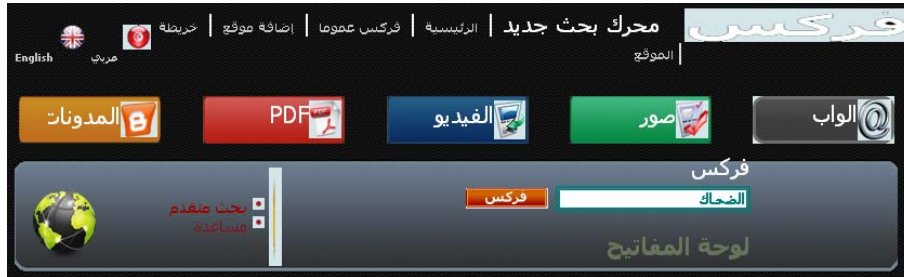 فركس
محرك بحث جديد | الرئيسية | فركس عموما | إضافة موقع | خريطة
الموقع |
عربي
English
الواب
صور
الفيديو
PDF
المدونات
فركس
الضحاك
فركس
بحث متقدم
مساعدة
لوحة المفاتيح